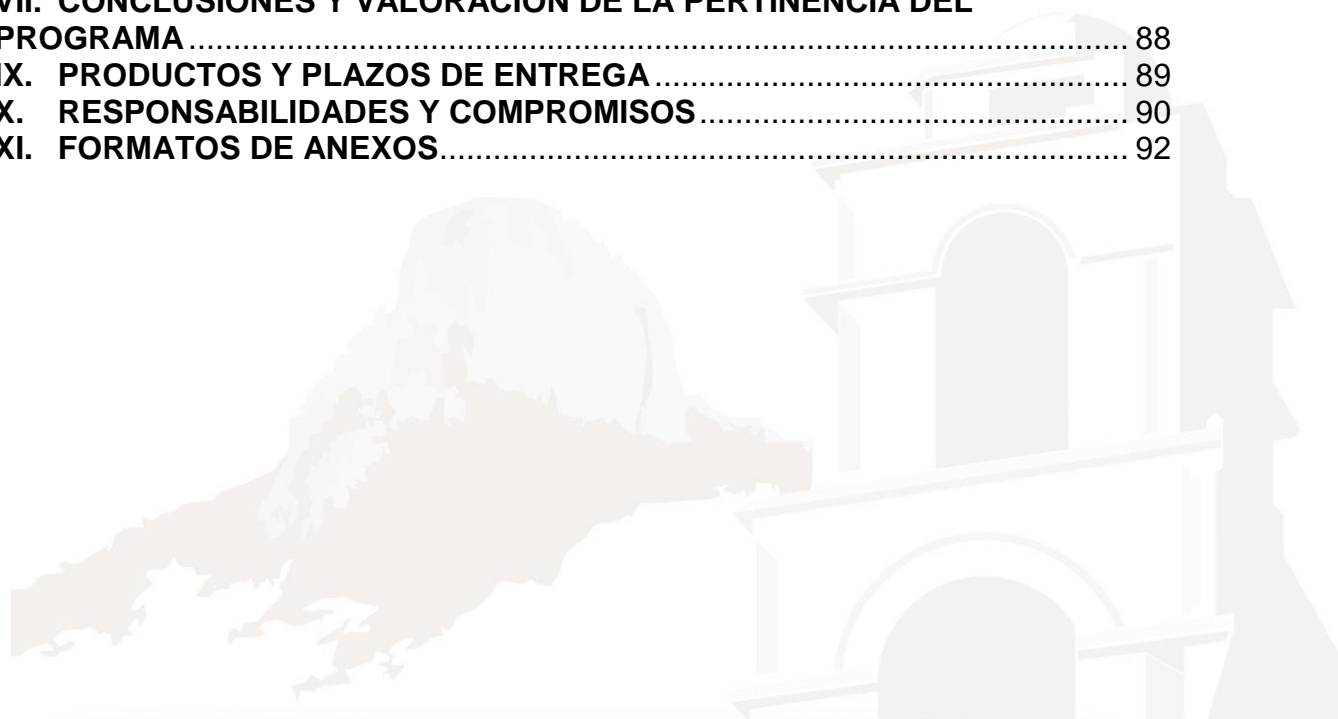 VII. CONCLUSIONES Y VALORACIÓN DE LA PERTINENCIA DEL
PROGRAMA.......................................................................................................... 88
IX. PRODUCTOS Y PLAZOS DE ENTREGA..................................................... 89
X. RESPONSABILIDADES Y COMPROMISOS................................................ 90
XI. FORMATOS DE ANEXOS............................................................................. 92